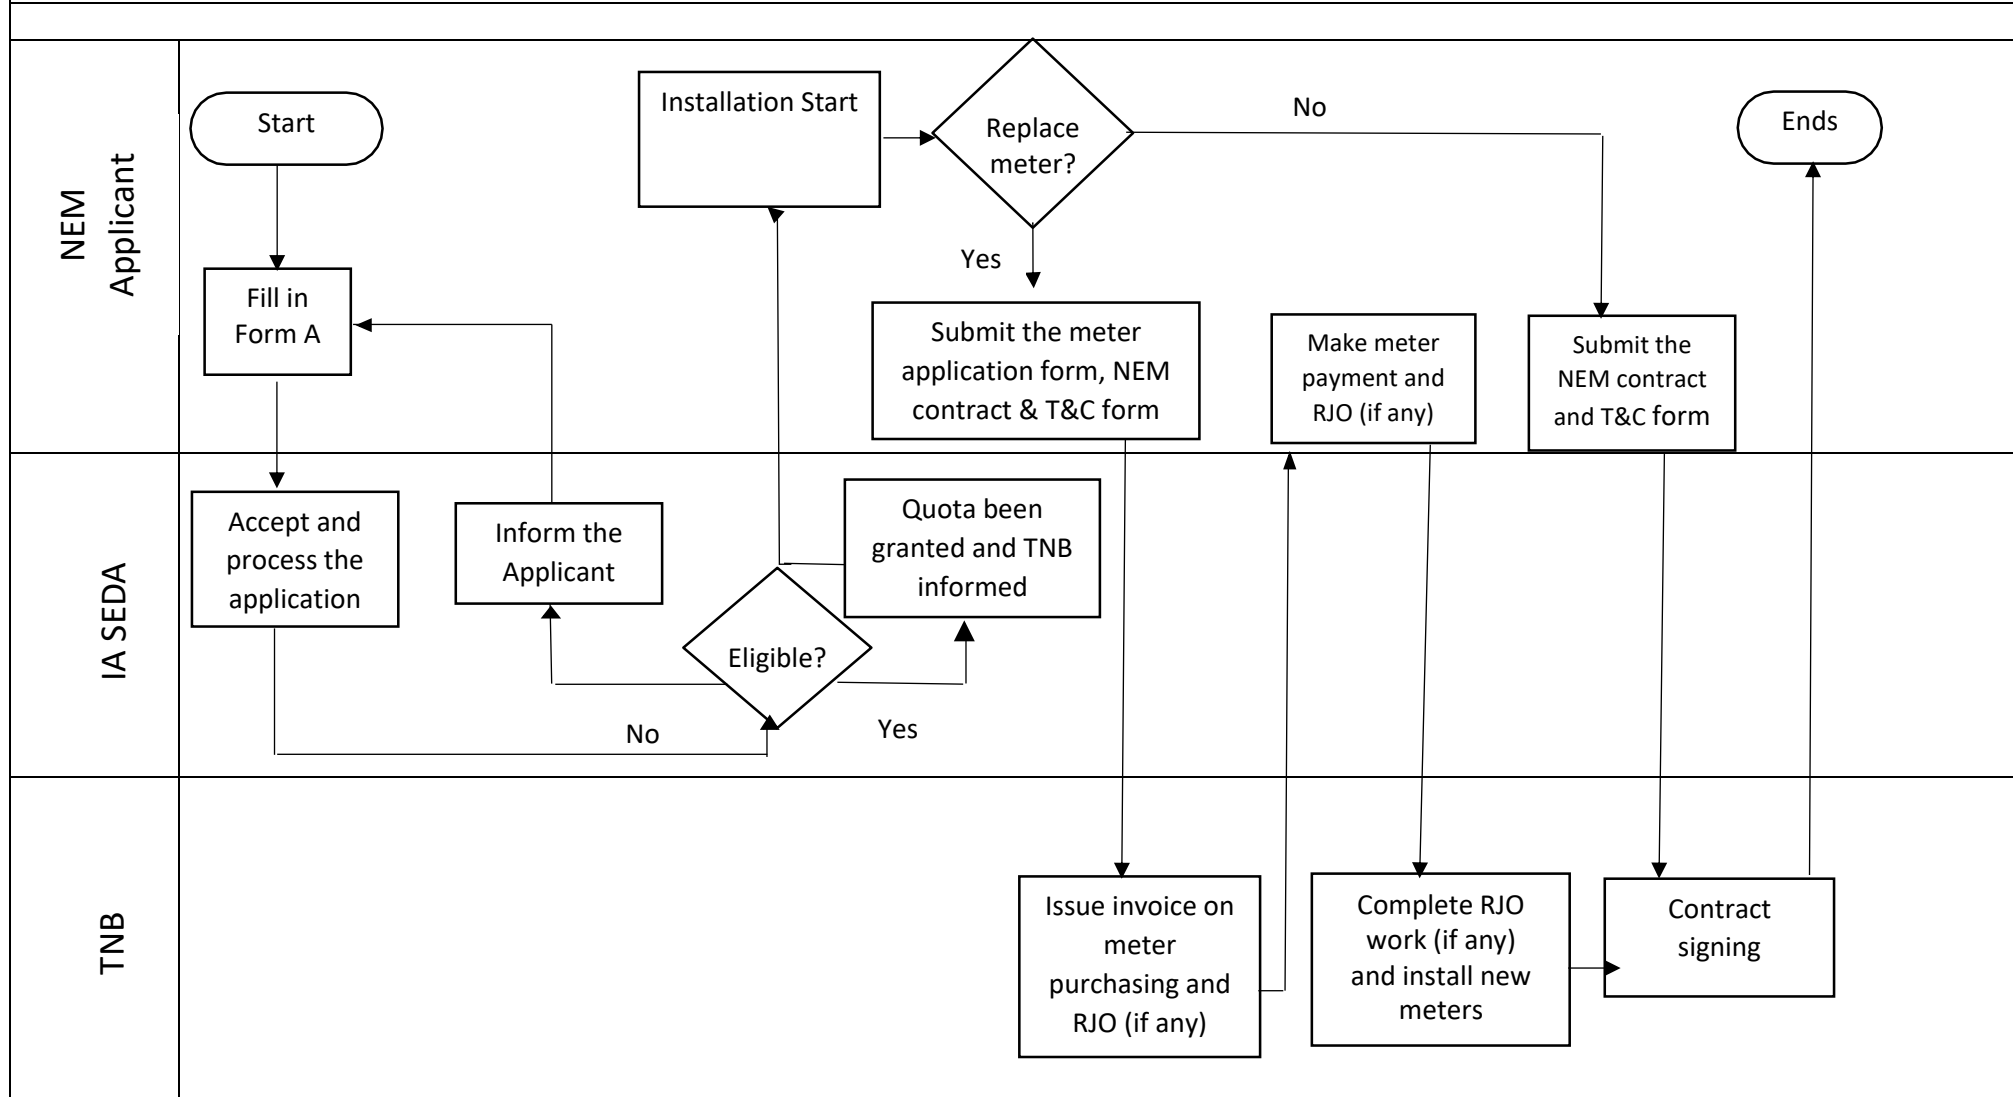 NEM
Applicant
Start
Fill in
Form A
Installation Start
Replace
meter?
No
Yes
Submit the meter
application form, NEM
contract & T&C form
Make meter
payment and
RJO (if any)
Submit the
NEM contract
and T&C form
Ends
IA SEDA
Accept and
process the
application
Inform the
Applicant
Eligible?
No
Yes
Quota been
granted and TNB
informed
TNB
Issue invoice on
meter
purchasing and
RJO (if any)
Complete RJO
work (if any)
and install new
meters
Contract
signing